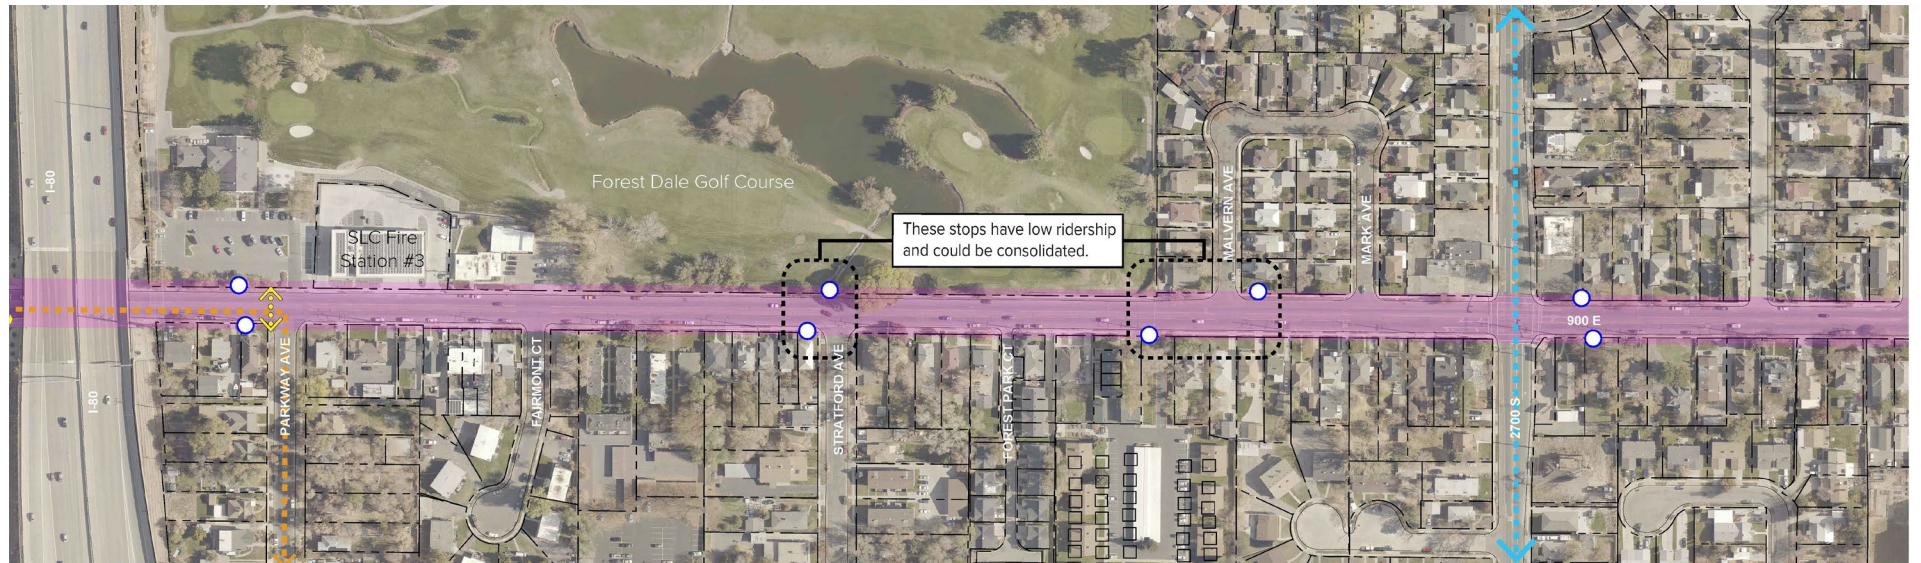 I-80
I-80
Forest Dale Golf Course
SLC Fire
Station #3
These stops have low ridership
and could be consolidated.
MALVERN AVE
MARK AVE
900 E
PARKWAY AVE
FAIRMONT CT
STRATFORD AVE
FOREST PARK CT
2700 S